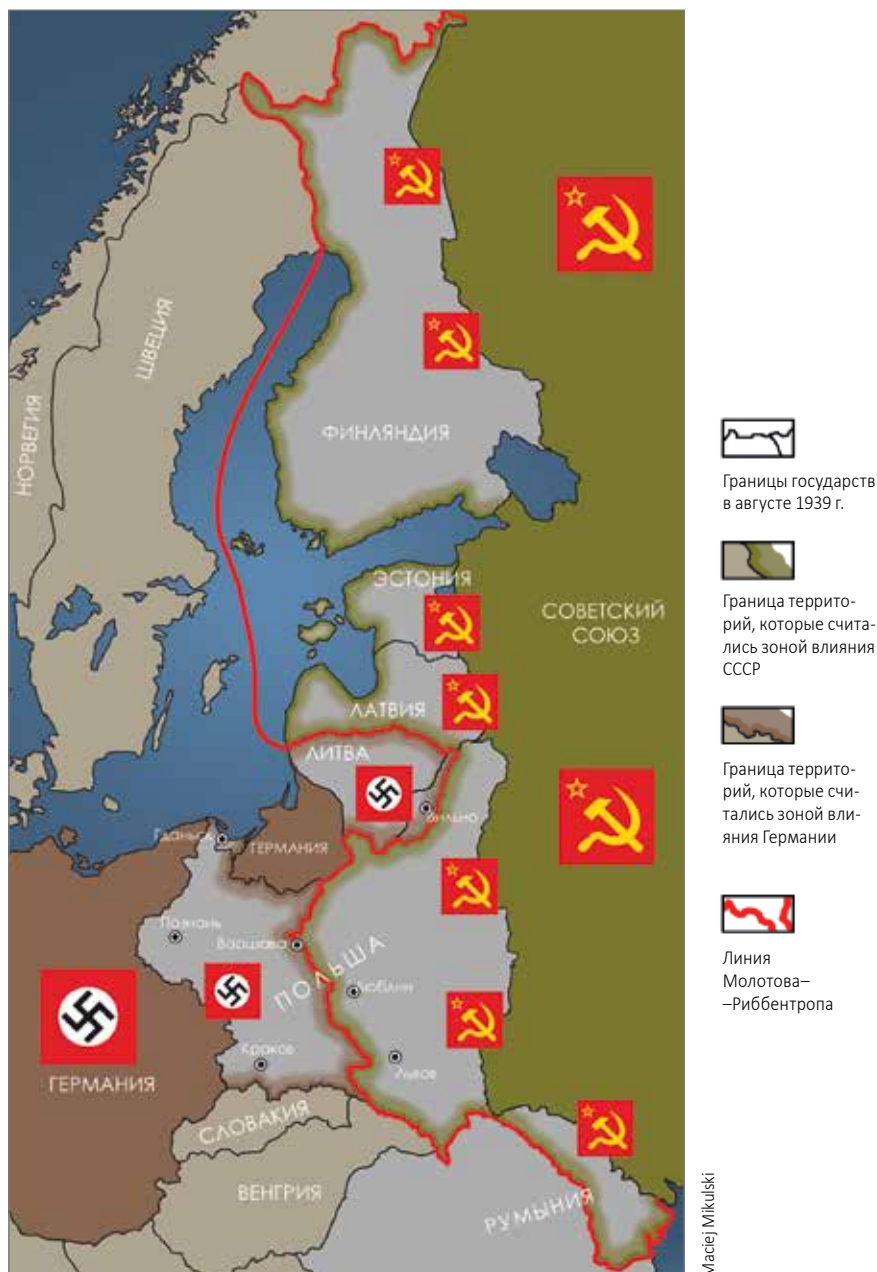 НОРВЕГИЯ
ШВЕЦИЯ
ФИНЛЯНДИЯ
ЭСТОНИЯ
СОВЕТСКИЙ
СОЮЗ
ЛАТВИЯ
ЛИТВА
Вильно
Гданьск
ГЕРМАНИЯ
Познань
Варшава
ПОЛЬША
Люблин
Краков
Львов
ГЕРМАНИЯ
СЛОВАКИЯ
ВЕНГРИЯ
РУМЫНИЯ
Границы государств
в августе 1939 г.
Граница террито-
рий, которые счита-
лись зоной влияния
СССР
Граница террито-
рий, которые счи-
тались зоной вли-
яния Германии
Линия
Молотова–
–Риббентропа
Maciej Mikulski